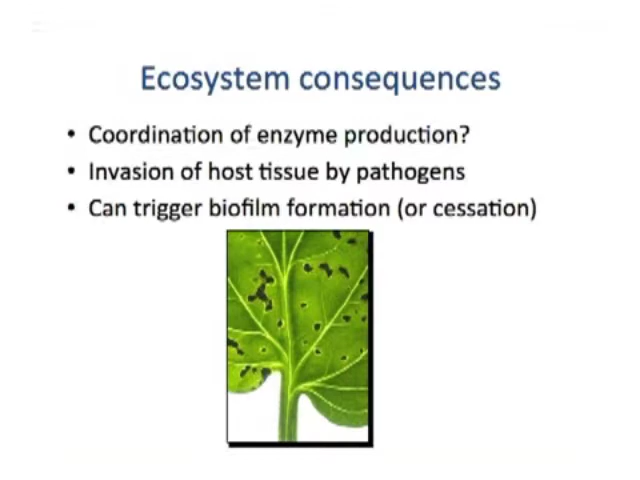 Ecosystem consequences
• Coordination of enzyme production?
• Invasion of host tissue by pathogens
• Can trigger biofilm formation (or cessation)